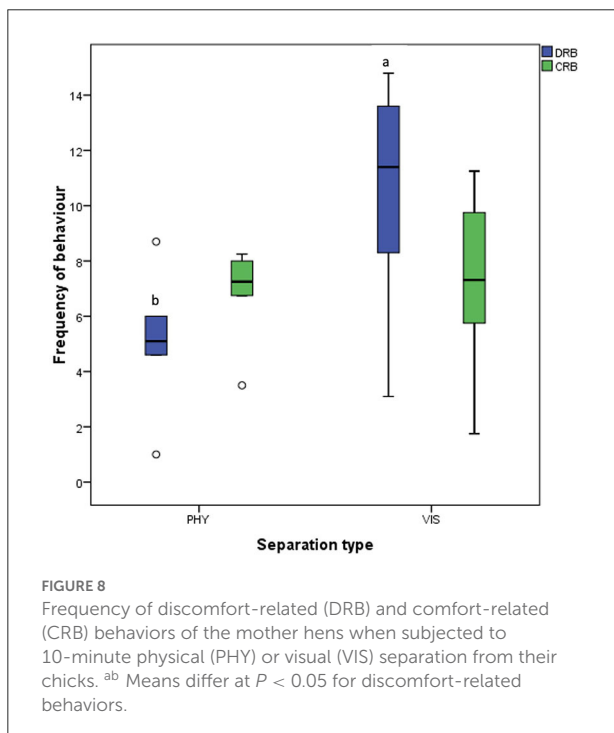 DRB
CRB
a
14
12
10
8
6
4
2
0
b
Frequency of behaviour
PHY
VIS
Separation type
FIGURE 8
Frequency of discomfort-related (DRB) and comfort-related
(CRB) behaviors of the mother hens when subjected to
10-minute physical (PHY) or visual (VIS) separation from their
chicks. ab Means differ at P < 0.05 for discomfort-related
behaviors.